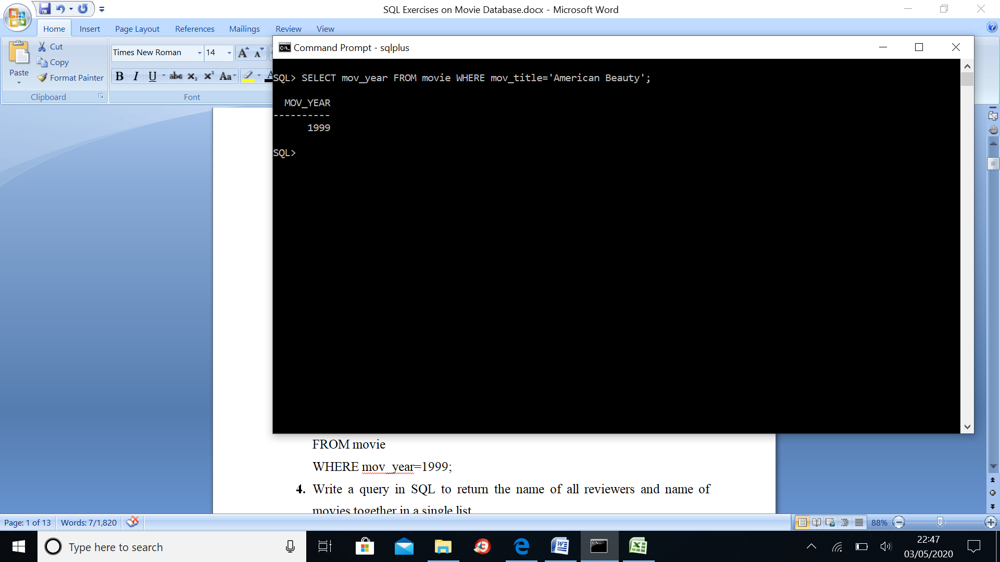 SQL Exercises on Movie Database.docx - Microsoft Word
Home Insert Page Layout References Mailings Review View
Paste
Cut
Copy
Format Painter
Clipboard
Times New Roman 14
B I U abc x₂ x² Aa A
Font
Command Prompt - sqlplus
SQL> SELECT mov_year FROM movie WHERE mov_title='American Beauty';
MOV_YEAR
----------
1999
SQL>
FROM movie
WHERE mov_year=1999;
4. Write a query in SQL to return the name of all reviewers and name of
movies together in a single list
Page: 1 of 13 Words: 7/1,820 88%
Type here to search
22:47
03/05/2020